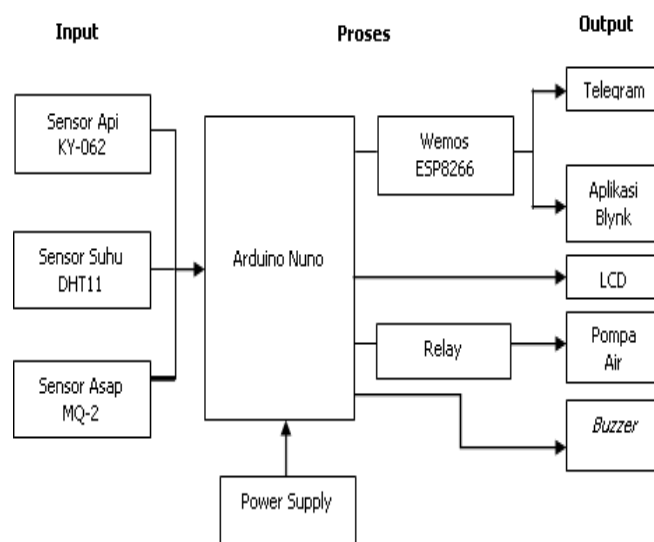 Input
Proses
Output
Sensor Api
KY-062
Sensor Suhu
DHT11
Sensor Asap
MQ-2
Arduino Nuno
Power Supply
Wemos
ESP8266
Relay
Telegram
Aplikasi
Blynk
LCD
Pompa
Air
Buzzer